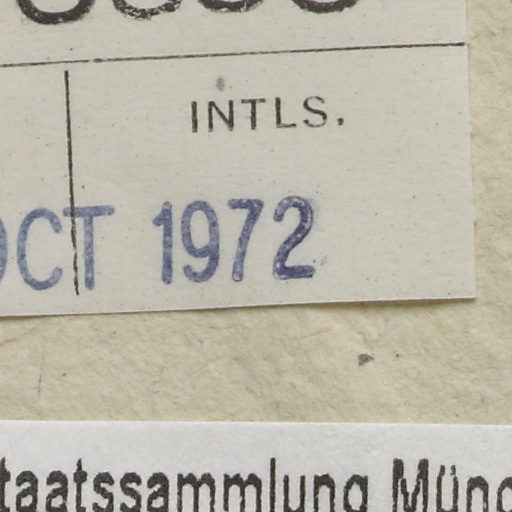 INTLS.
OCT 1972
taatssammlung Münc